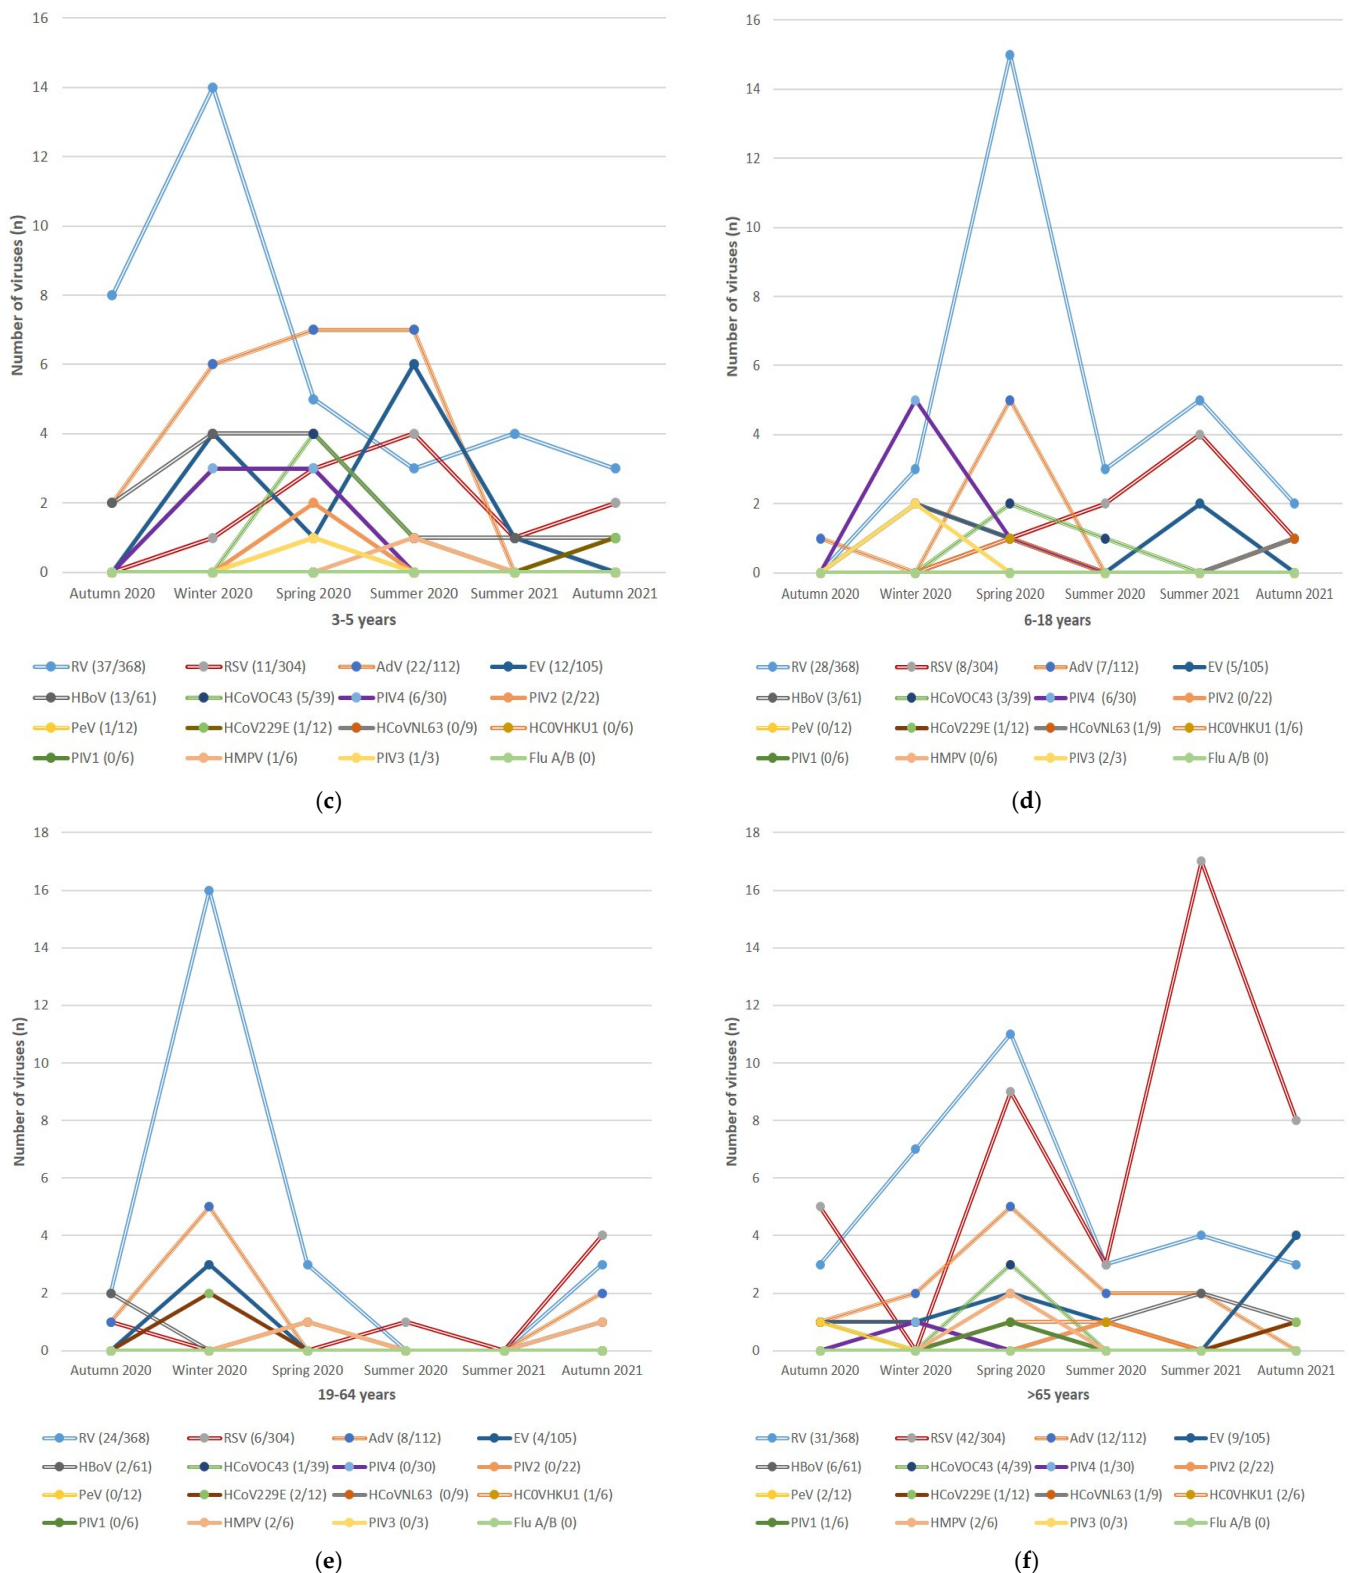 16
14
12
10
8
6
4
2
0
Number of viruses (n)
Autumn 2020 Winter 2020 Spring 2020 Summer 2020 Summer 2021 Autumn 2021
3-5 years
RV (37/368) RSV (11/304) AdV (22/112) EV (12/105)
HBoV (13/61) HCoVOC43 (5/39) PIV4 (6/30) PIV2 (2/22)
PeV (1/12) HCoV229E (1/12) HCoVNL63 (0/9) HC0VHKU1 (0/6)
PIV1 (0/6) HMPV (1/6) PIV3 (1/3) Flu A/B (0)
(c)
16
14
12
10
8
6
4
2
0
Number of viruses (n)
Autumn 2020 Winter 2020 Spring 2020 Summer 2020 Summer 2021 Autumn 2021
6-18 years
RV (28/368) RSV (8/304) AdV (7/112) EV (5/105)
HBoV (3/61) HCoVOC43 (3/39) PIV4 (6/30) PIV2 (0/22)
PeV (0/12) HCoV229E (1/12) HCoVNL63 (1/9) HC0VHKU1 (1/6)
PIV1 (0/6) HMPV (0/6) PIV3 (2/3) Flu A/B (0)
(d)
18
16
14
12
10
8
6
4
2
0
Number of viruses (n)
Autumn 2020 Winter 2020 Spring 2020 Summer 2020 Summer 2021 Autumn 2021
19-64 years
RV (24/368) RSV (6/304) AdV (8/112) EV (4/105)
HBoV (2/61) HCoVOC43 (1/39) PIV4 (0/30) PIV2 (0/22)
PeV (0/12) HCoV229E (2/12) HCoVNL63 (0/9) HC0VHKU1 (1/6)
PIV1 (0/6) HMPV (2/6) PIV3 (0/3) Flu A/B (0)
(e)
18
16
14
12
10
8
6
4
2
0
Number of viruses (n)
Autumn 2020 Winter 2020 Spring 2020 Summer 2020 Summer 2021 Autumn 2021
>65 years
RV (31/368) RSV (42/304) AdV (12/112) EV (9/105)
HBoV (6/61) HCoVOC43 (4/39) PIV4 (1/30) PIV2 (2/22)
PeV (2/12) HCoV229E (1/12) HCoVNL63 (1/9) HC0VHKU1 (2/6)
PIV1 (1/6) HMPV (2/6) PIV3 (0/3) Flu A/B (0)
(f)